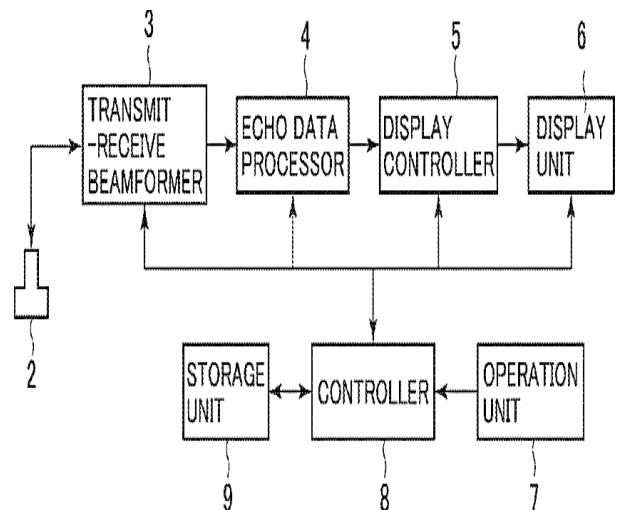 3
4
5
6
TRANSMIT
-RECEIVE
BEAMFORMER
ECHO DATA
PROCESSOR
DISPLAY
CONTROLLER
DISPLAY
UNIT
2
STORAGE
UNIT
CONTROLLER
OPERATION
UNIT
9
8
7